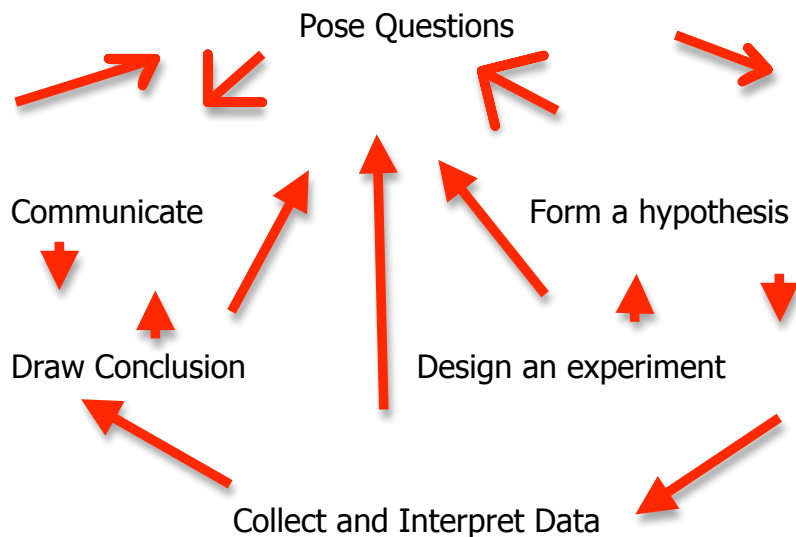 Pose Questions
Communicate
Form a hypothesis
Draw Conclusion
Design an experiment
Collect and Interpret Data